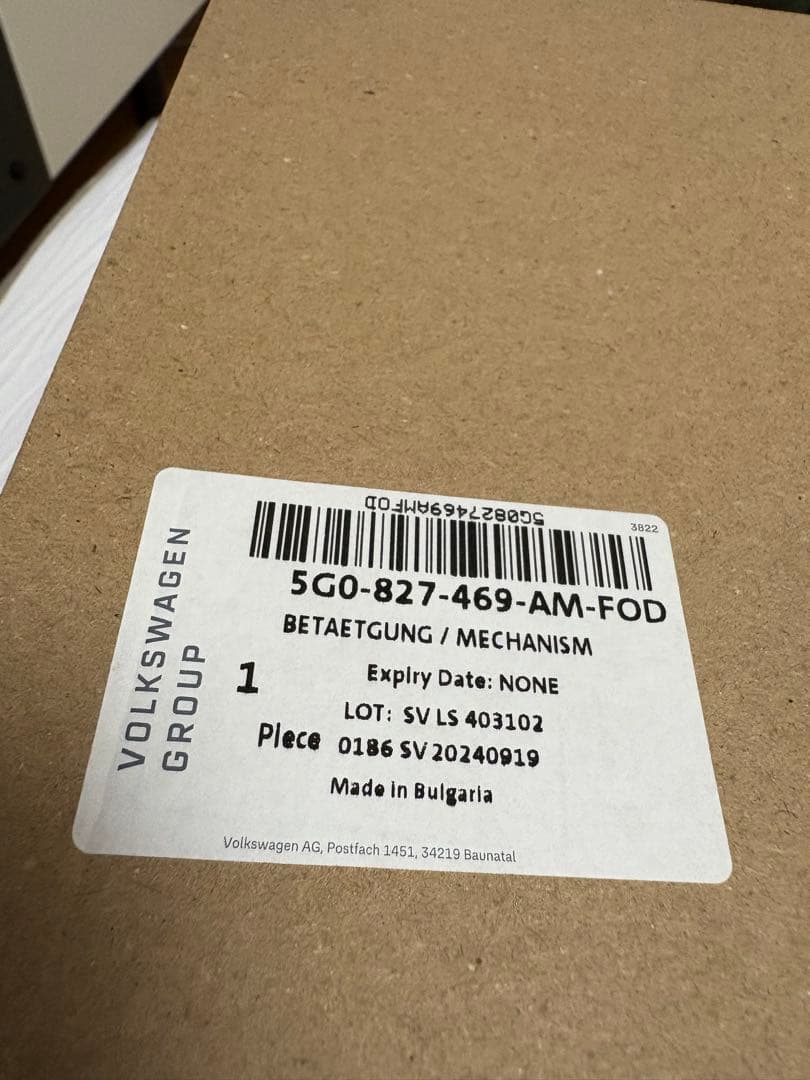 VOLKSWAGEN
GROUP
5G0827469AMFOD
3822
5G0-827-469-AM-FOD
BETAETGUNG / MECHANISM
1
Piece
Expiry Date: NONE
LOT: SV LS 403102
0186 SV 20240919
Made in Bulgaria
Volkswagen AG, Postfach 1451, 34219 Baunatal